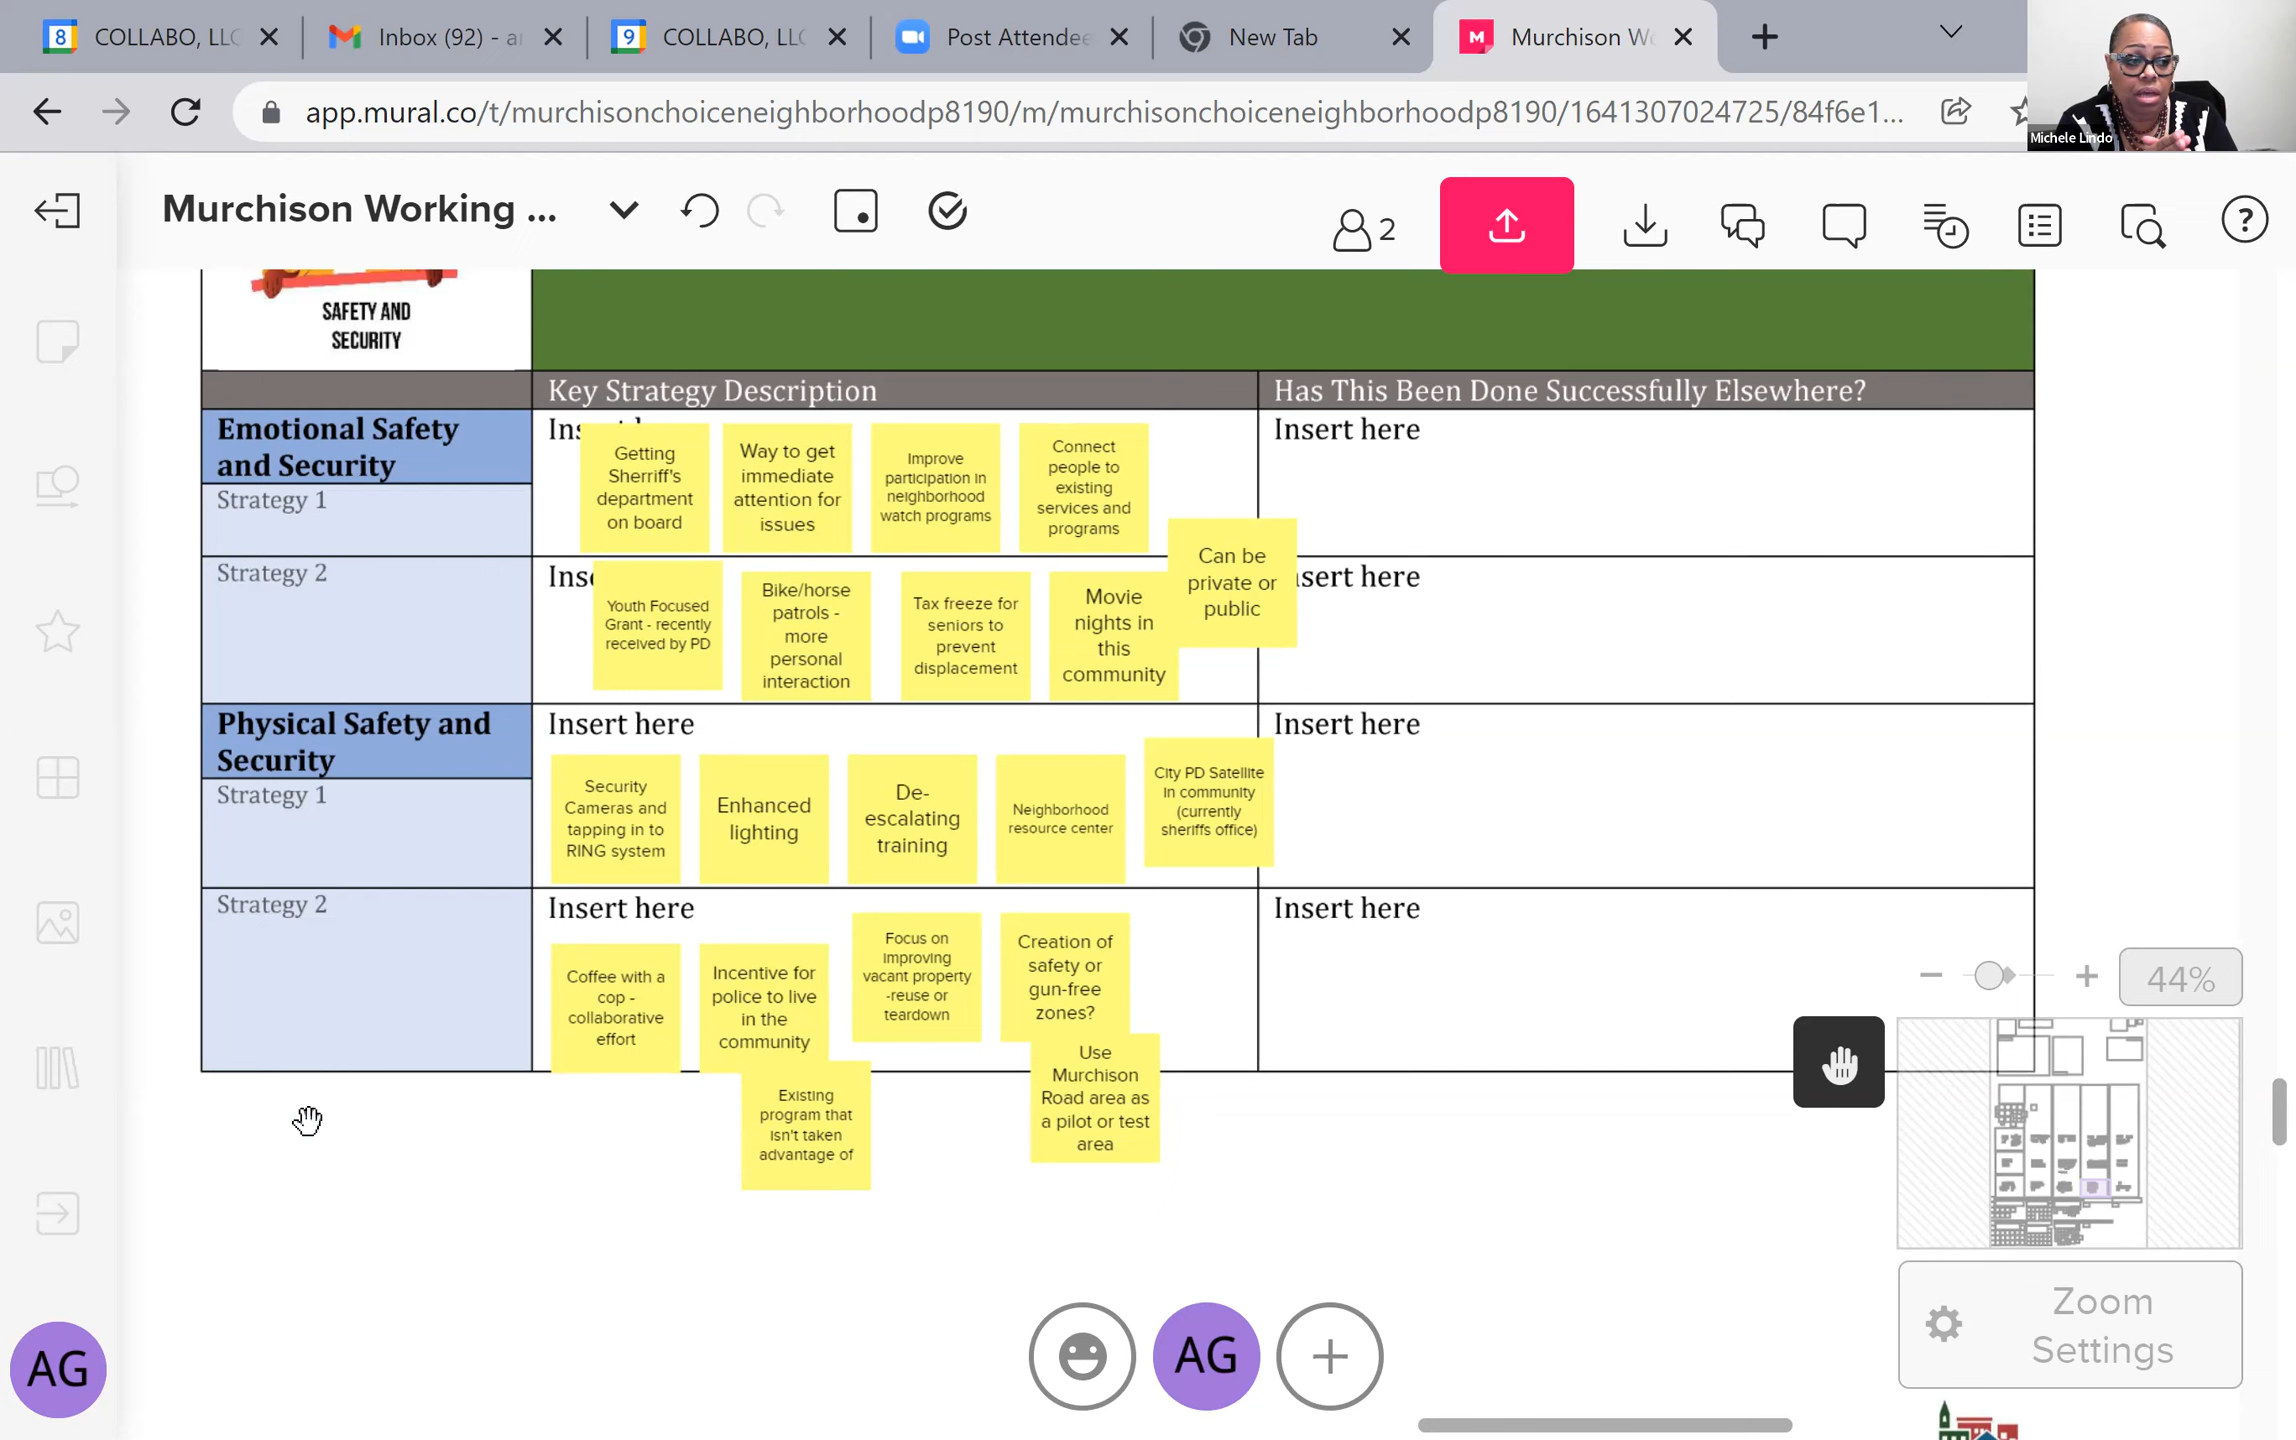 8
COLLABO, LLC
Inbox (92) - ar
9
COLLABO, LLC
Post Attendee
New Tab
M
Murchison Wo
app.mural.co/t/murchisonchoiceneighborhoodp8190/m/murchisonchoiceneighborhoodp8190/1641307024725/84f6e1...
Michele Lindo
Murchison Working ...
2
?
SAFETY AND
SECURITY
Key Strategy Description
Has This Been Done Successfully Elsewhere?
Emotional Safety
and Security
Strategy 1
Getting
Sherriff's
department
on board
Way to get
immediate
attention for
issues
Improve
participation in
neighborhood
watch programs
Connect
people to
existing
services and
programs
Insert here
Strategy 2
Youth Focused
Grant - recently
received by PD
Bike/horse
patrols -
more
personal
interaction
Tax freeze for
seniors to
prevent
displacement
Movie
nights in
this
community
Can be
private or
public
nsert here
Physical Safety and
Security
Strategy 1
Insert here
Security
Cameras and
tapping in to
RING system
Enhanced
lighting
De-
escalating
training
Neighborhood
resource center
City PD Satellite
in community
(currently
sheriffs office)
Insert here
Strategy 2
Insert here
Coffee with a
cop -
collaborative
effort
Incentive for
police to live
in the
community
Existing
program that
isn't taken
advantage of
Focus on
improving
vacant property
-reuse or
teardown
Creation of
safety or
gun-free
zones?
Use
Murchison
Road area as
a pilot or test
area
Insert here
44%
Zoom
Settings
AG
AG